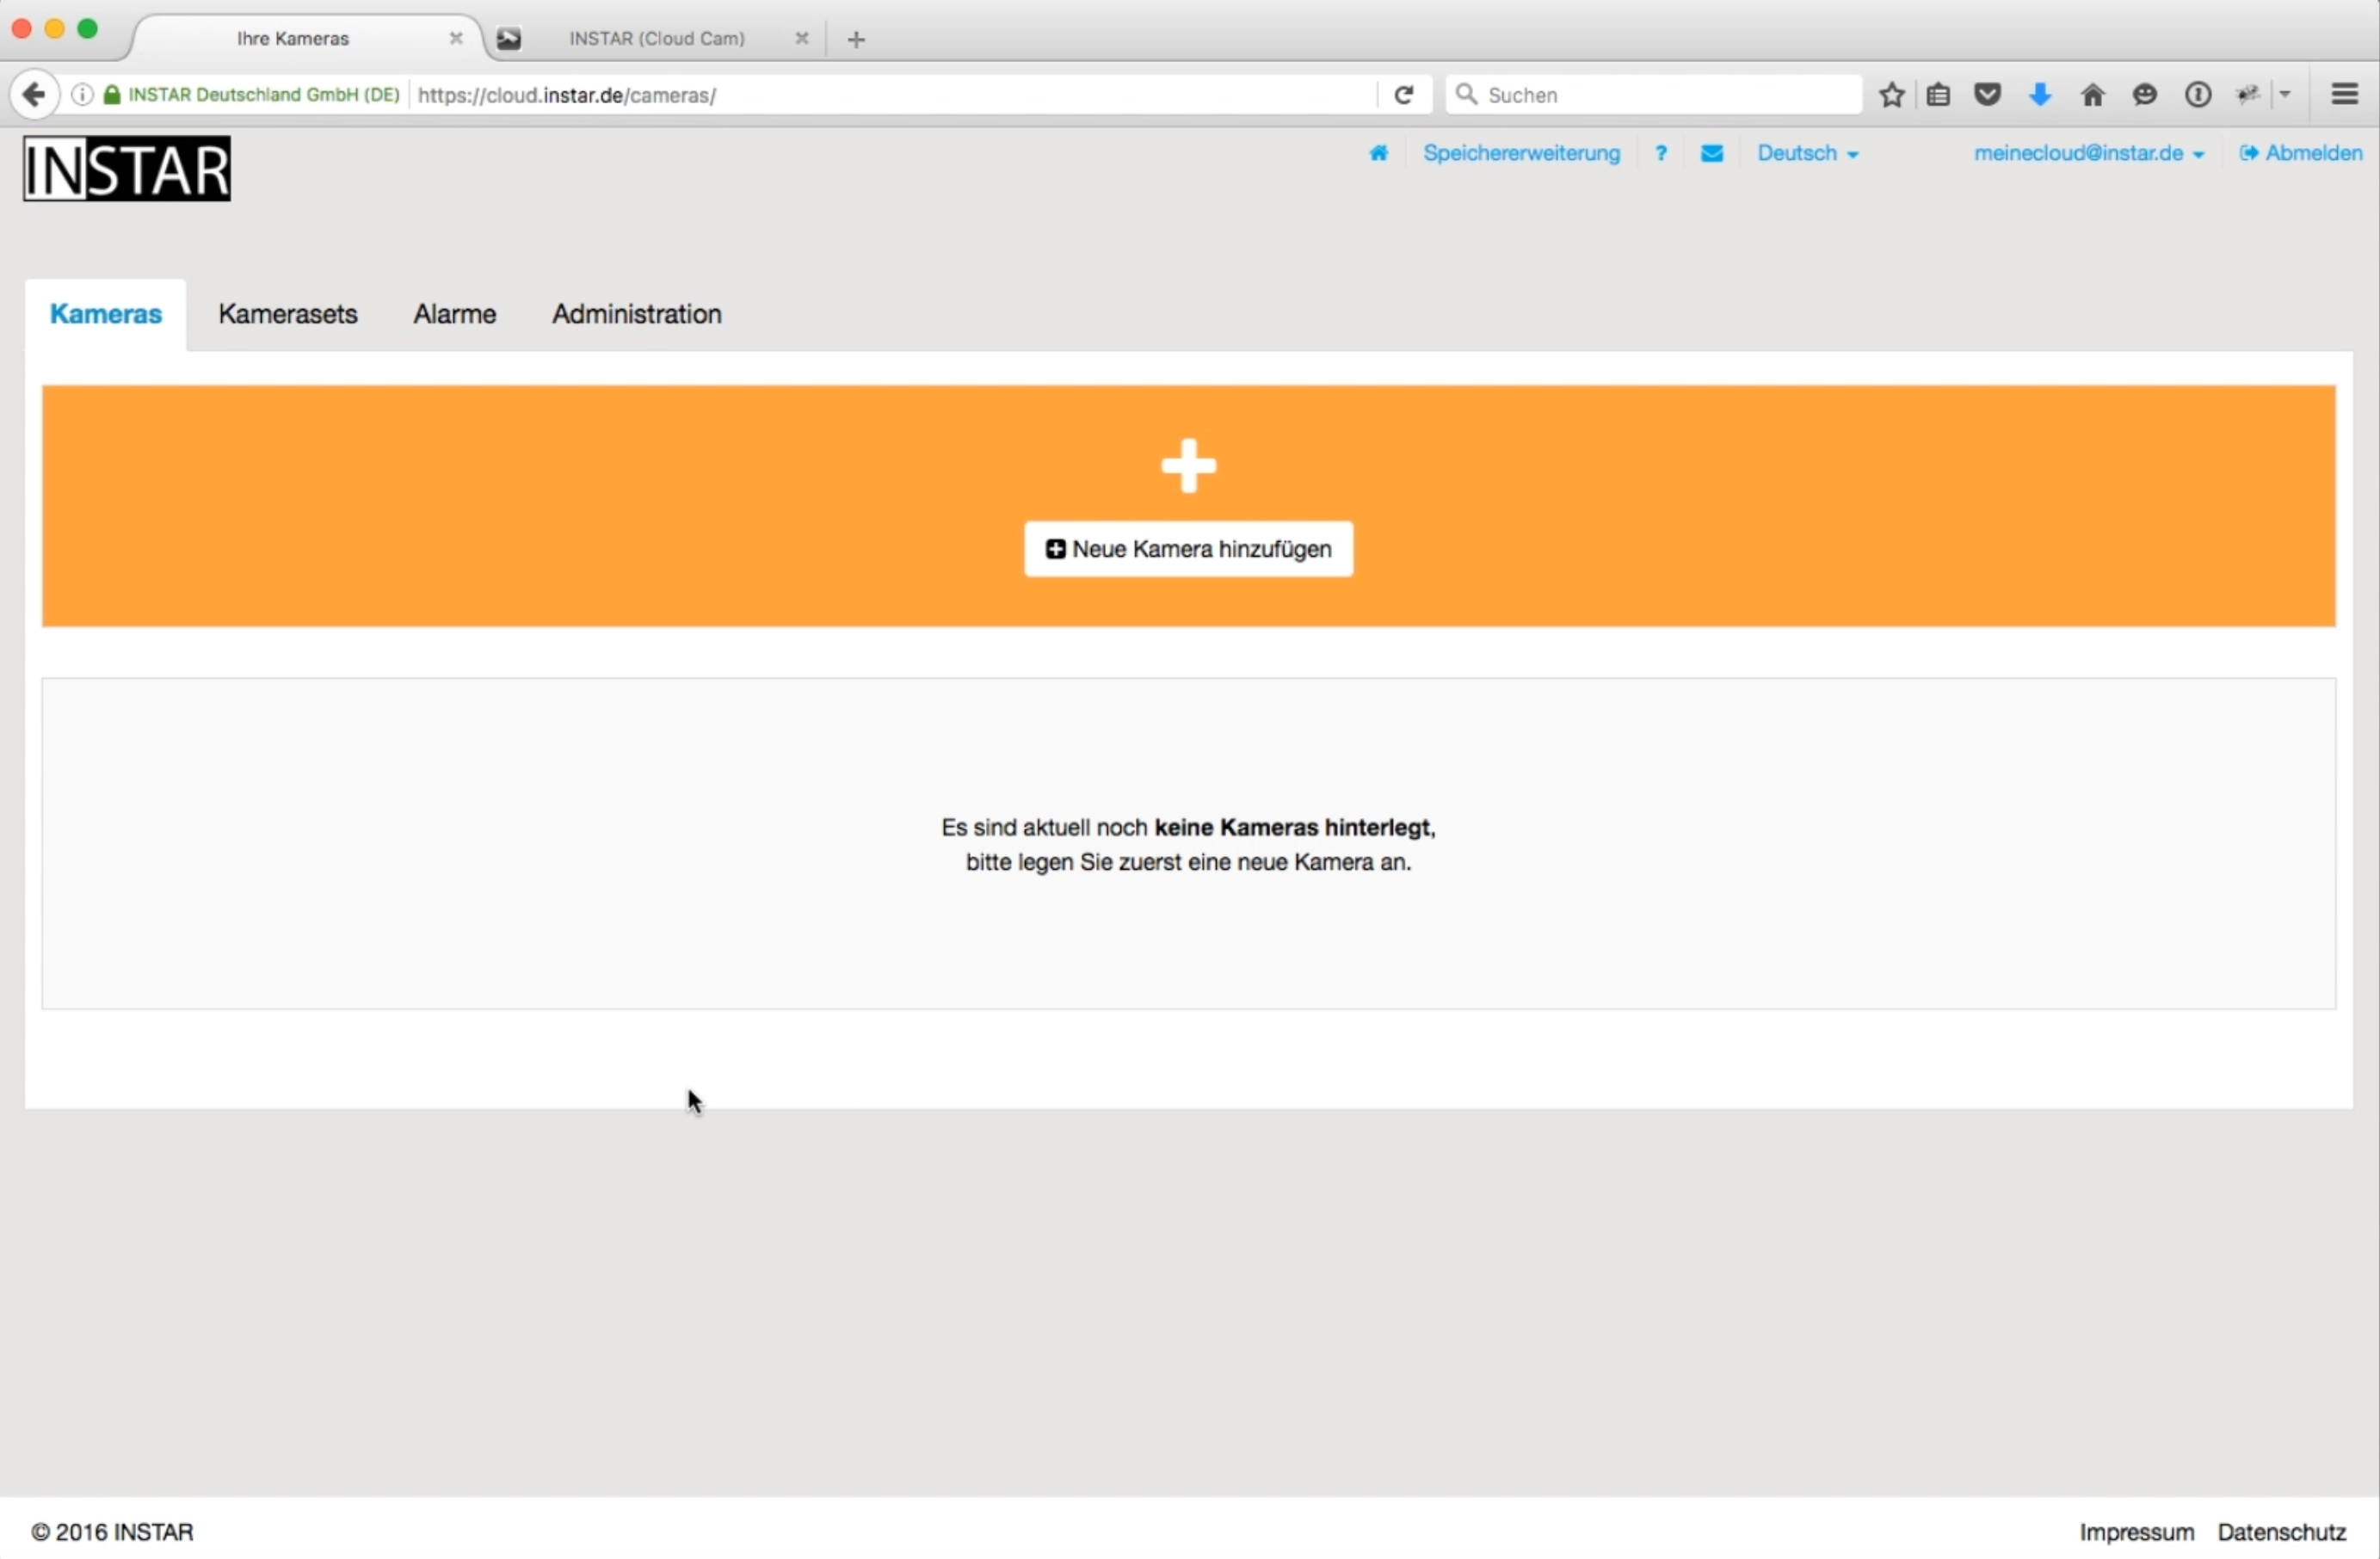 Ihre Kameras
INSTAR (Cloud Cam)
INSTAR Deutschland GmbH (DE)
https://cloud.instar.de/cameras/
Suchen
INSTAR
Speichererweiterung
?
Deutsch
meinecloud@instar.de
Abmelden
Kameras
Kamerasets
Alarme
Administration
Neue Kamera hinzufügen
Es sind aktuell noch keine Kameras hinterlegt,
bitte legen Sie zuerst eine neue Kamera an.
© 2016 INSTAR
Impressum
Datenschutz